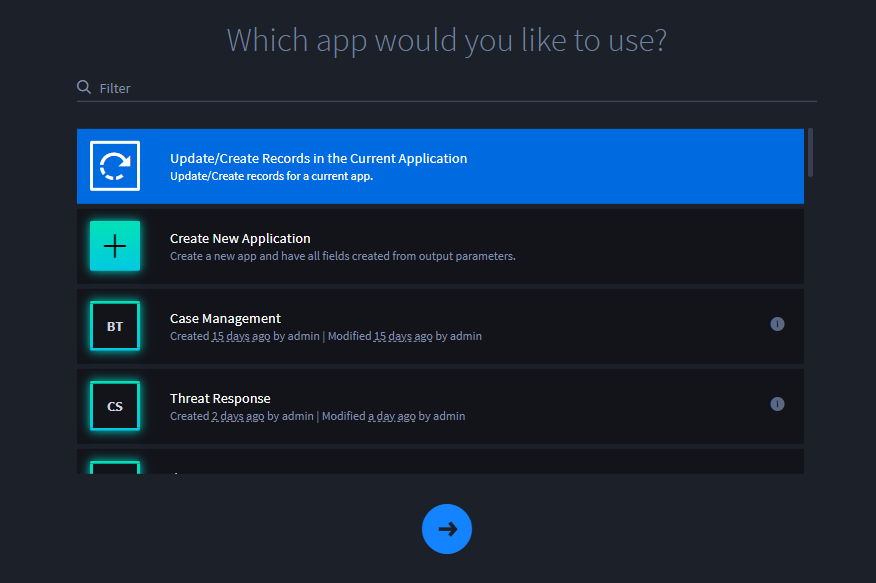 Which app would you like to use?
Filter
Update/Create Records in the Current Application
Update/Create records for a current app.
Create New Application
Create a new app and have all fields created from output parameters.
BT
Case Management
Created 15 days ago by admin | Modified 15 days ago by admin
CS
Threat Response
Created 2 days ago by admin | Modified a day ago by admin